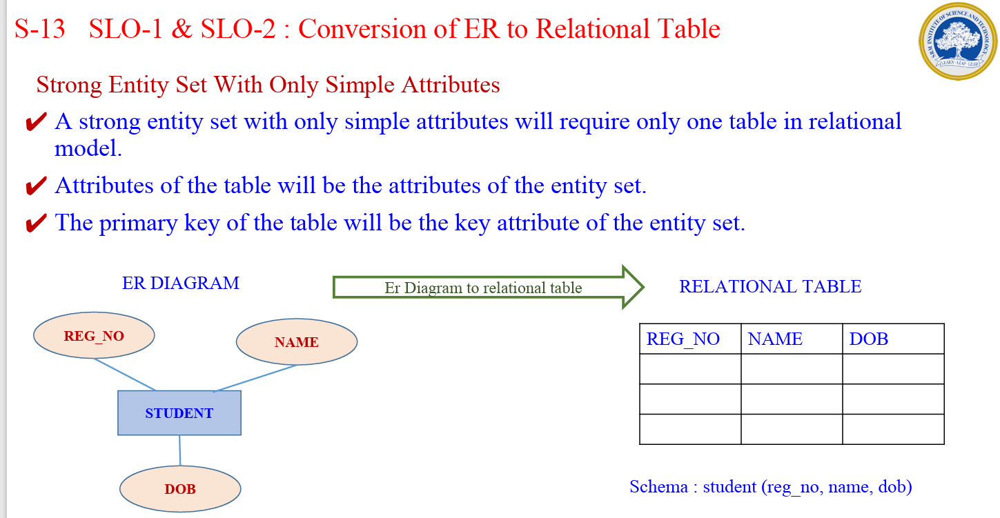 S-13 SLO-1 & SLO-2 : Conversion of ER to Relational Table
SRM INSTITUTE OF SCIENCE AND TECHNOLOGY
LEARN - LEAP - LEAD
Strong Entity Set With Only Simple Attributes
✔ A strong entity set with only simple attributes will require only one table in relational
model.
✔ Attributes of the table will be the attributes of the entity set.
✔ The primary key of the table will be the key attribute of the entity set.
ER DIAGRAM
Er Diagram to relational table
RELATIONAL TABLE
REG_NO
NAME
STUDENT
DOB
REG_NO NAME DOB
Schema : student (reg_no, name, dob)